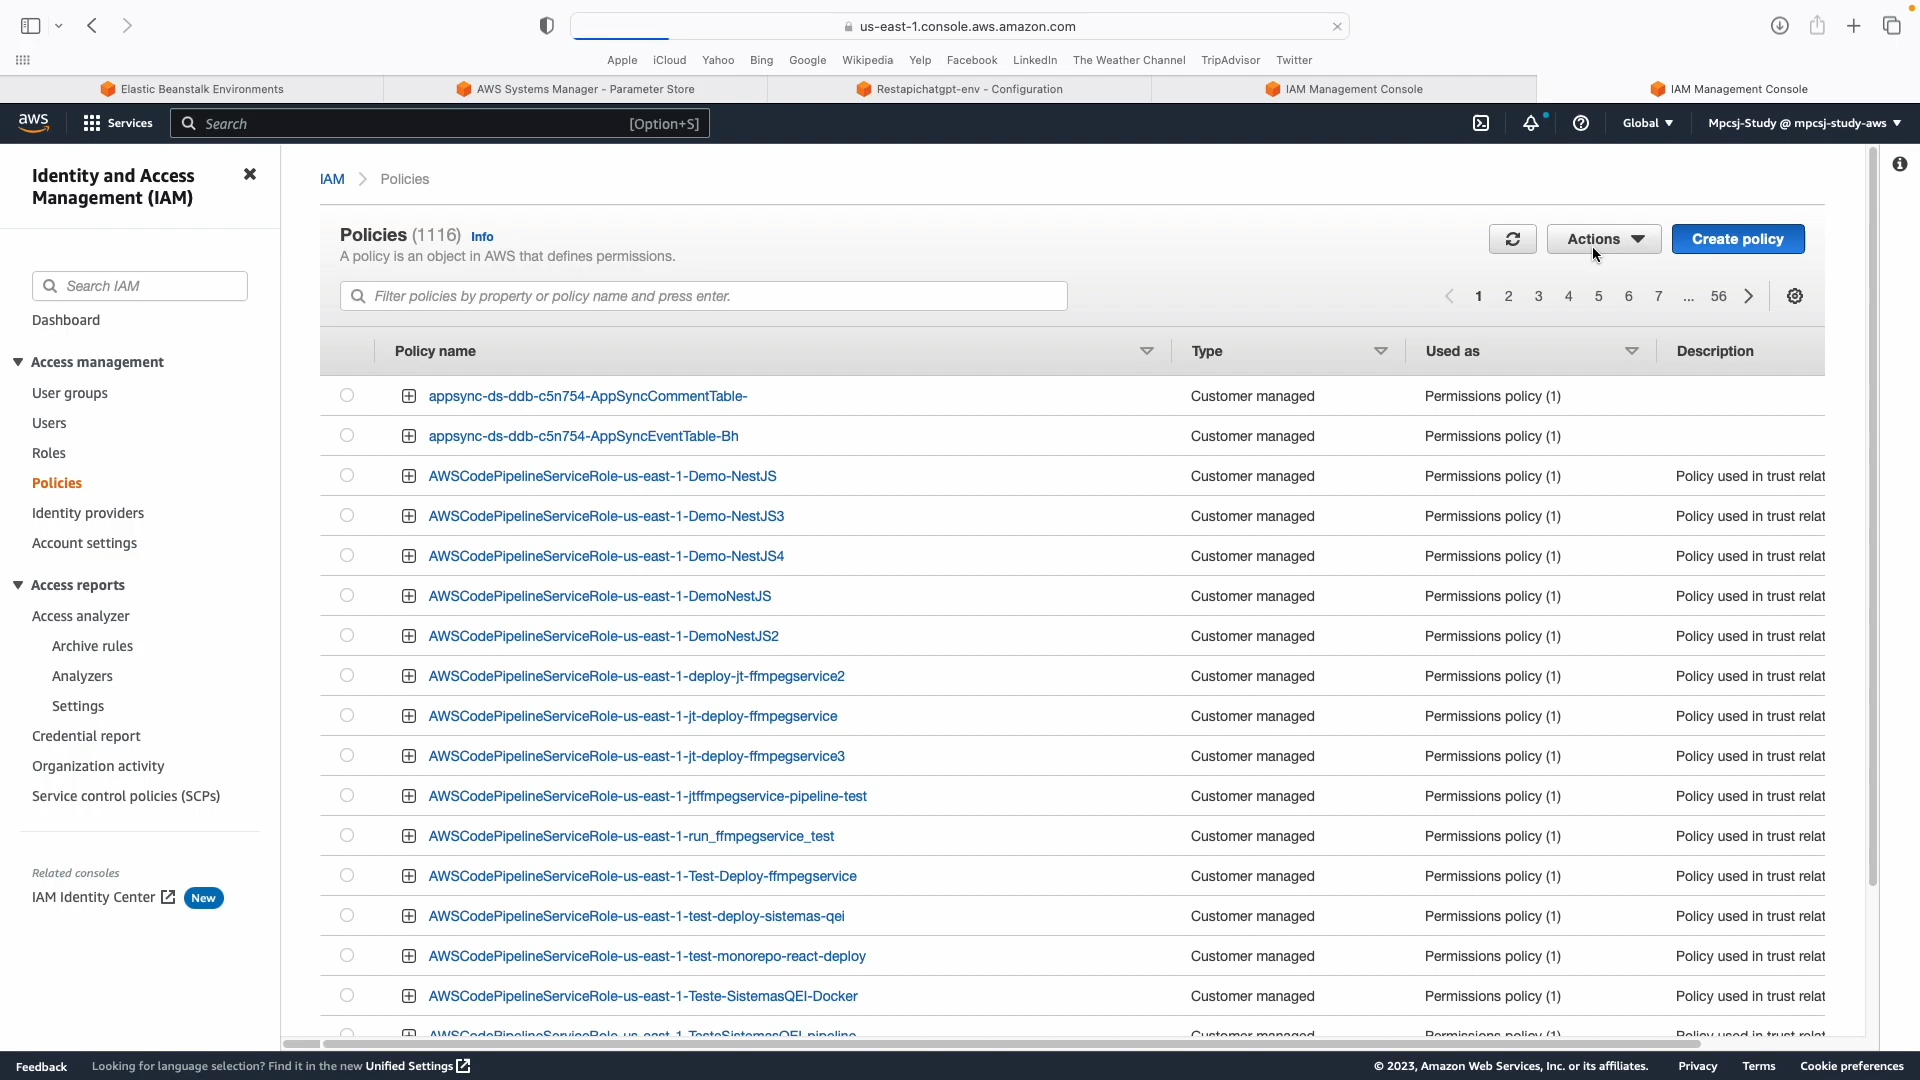 us-east-1.console.aws.amazon.com
Apple iCloud Yahoo Bing Google Wikipedia Yelp Facebook LinkedIn The Weather Channel TripAdvisor Twitter
Elastic Beanstalk Environments AWS Systems Manager - Parameter Store Restapichatgpt-env - Configuration IAM Management Console IAM Management Console
aws Services Search [Option+S] Global Mpcsj-Study @ mpcsj-study-aws
Identity and Access
Management (IAM)
Search IAM
Dashboard
Access management
User groups
Users
Roles
Policies
Identity providers
Account settings
Access reports
Access analyzer
Archive rules
Analyzers
Settings
Credential report
Organization activity
Service control policies (SCPs)
Related consoles
IAM Identity Center New
IAM Policies
Policies (1116) Info
A policy is an object in AWS that defines permissions.
Actions Create policy
Filter policies by property or policy name and press enter.
1 2 3 4 5 6 7 ... 56
Policy name Type Used as Description
appsync-ds-ddb-c5n754-AppSyncCommentTable- Customer managed Permissions policy (1)
appsync-ds-ddb-c5n754-AppSyncEventTable-Bh Customer managed Permissions policy (1)
AWSCodePipelineServiceRole-us-east-1-Demo-NestJS Customer managed Permissions policy (1) Policy used in trust relat
AWSCodePipelineServiceRole-us-east-1-Demo-NestJS3 Customer managed Permissions policy (1) Policy used in trust relat
AWSCodePipelineServiceRole-us-east-1-Demo-NestJS4 Customer managed Permissions policy (1) Policy used in trust relat
AWSCodePipelineServiceRole-us-east-1-DemoNestJS Customer managed Permissions policy (1) Policy used in trust relat
AWSCodePipelineServiceRole-us-east-1-DemoNestJS2 Customer managed Permissions policy (1) Policy used in trust relat
AWSCodePipelineServiceRole-us-east-1-deploy-jt-ffmpegservice2 Customer managed Permissions policy (1) Policy used in trust relat
AWSCodePipelineServiceRole-us-east-1-jt-deploy-ffmpegservice Customer managed Permissions policy (1) Policy used in trust relat
AWSCodePipelineServiceRole-us-east-1-jt-deploy-ffmpegservice3 Customer managed Permissions policy (1) Policy used in trust relat
AWSCodePipelineServiceRole-us-east-1-jtffmpegservice-pipeline-test Customer managed Permissions policy (1) Policy used in trust relat
AWSCodePipelineServiceRole-us-east-1-run_ffmpegservice_test Customer managed Permissions policy (1) Policy used in trust relat
AWSCodePipelineServiceRole-us-east-1-Test-Deploy-ffmpegservice Customer managed Permissions policy (1) Policy used in trust relat
AWSCodePipelineServiceRole-us-east-1-test-deploy-sistemas-qei Customer managed Permissions policy (1) Policy used in trust relat
AWSCodePipelineServiceRole-us-east-1-test-monorepo-react-deploy Customer managed Permissions policy (1) Policy used in trust relat
AWSCodePipelineServiceRole-us-east-1-Teste-SistemasQEI-Docker Customer managed Permissions policy (1) Policy used in trust relat
AWSCodePipelineServiceRole-us-east-1-TesteSistemasQEI-pipeline Customer managed Permissions policy (1) Policy used in trust relat
Feedback Looking for language selection? Find it in the new Unified Settings © 2023, Amazon Web Services, Inc. or its affiliates. Privacy Terms Cookie preferences